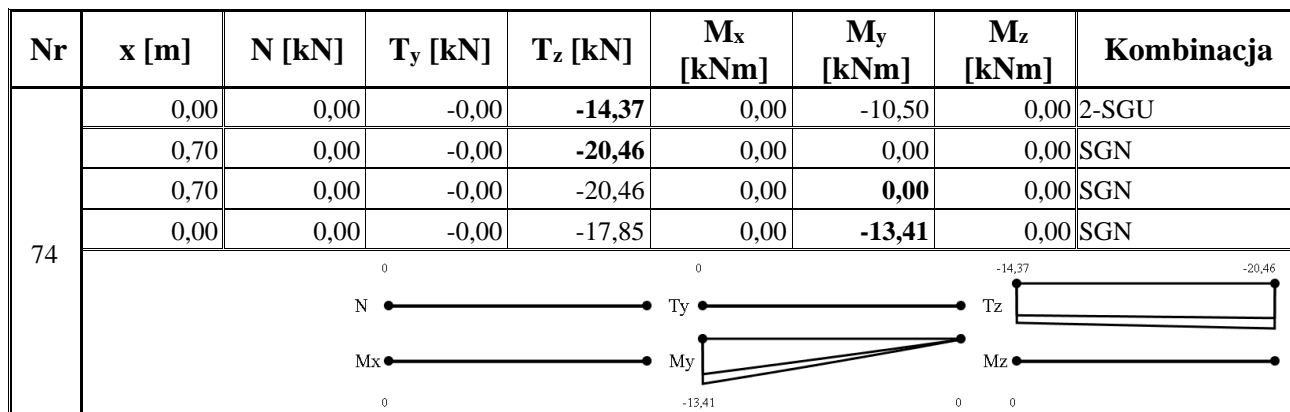 Nr x [m] N [kN] Ty [kN] Tz [kN] Mx [kNm] My [kNm] Mz [kNm] Kombinacja
0,00 0,00 -0,00 -14,37 0,00 -10,50 0,00 2-SGU
0,70 0,00 -0,00 -20,46 0,00 0,00 0,00 SGN
0,70 0,00 -0,00 -20,46 0,00 0,00 0,00 SGN
0,00 0,00 -0,00 -17,85 0,00 -13,41 0,00 SGN
74
0 0 -14,37 -20,46
N Ty Tz
Mx My Mz
0 -13,41 0 0